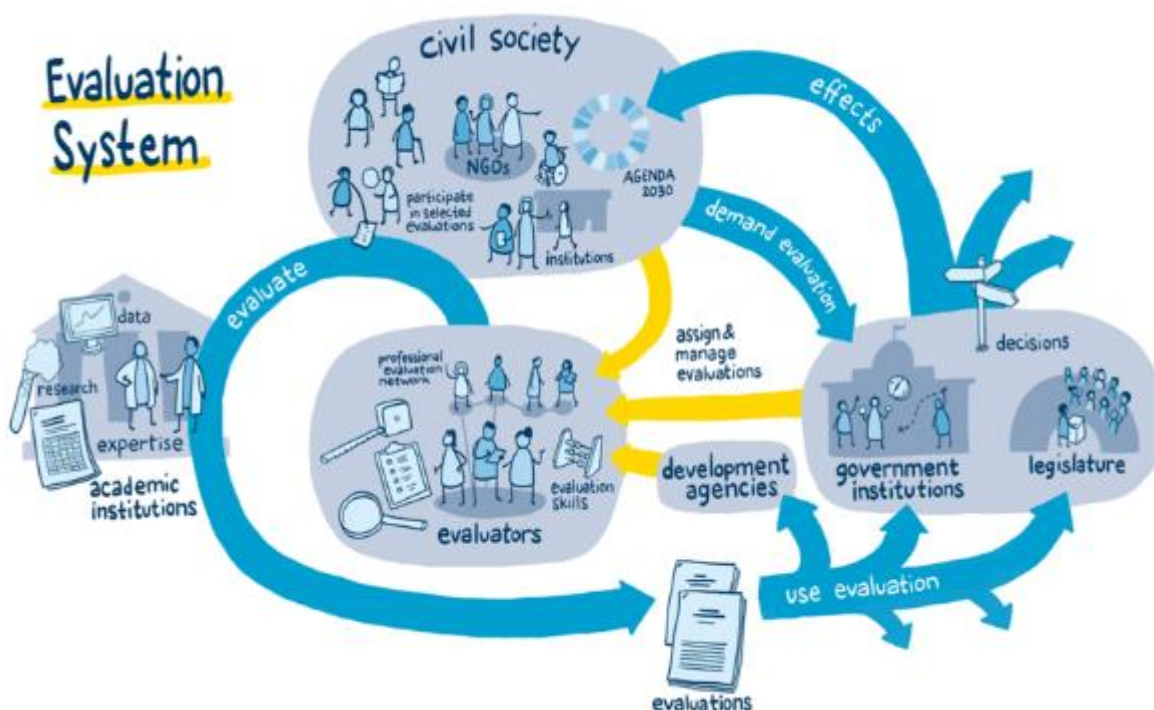 Evaluation
System
civil society
NGOs
AGENDA
2030
participate
in selected
evaluations
institutions
effects
demand evaluation
evaluate
data
research
expertise
academic
institutions
professional
evaluation
network
evaluation
skills
evaluators
assign &
manage
evaluations
development
agencies
decisions
government
institutions
legislature
use evaluation
evaluations